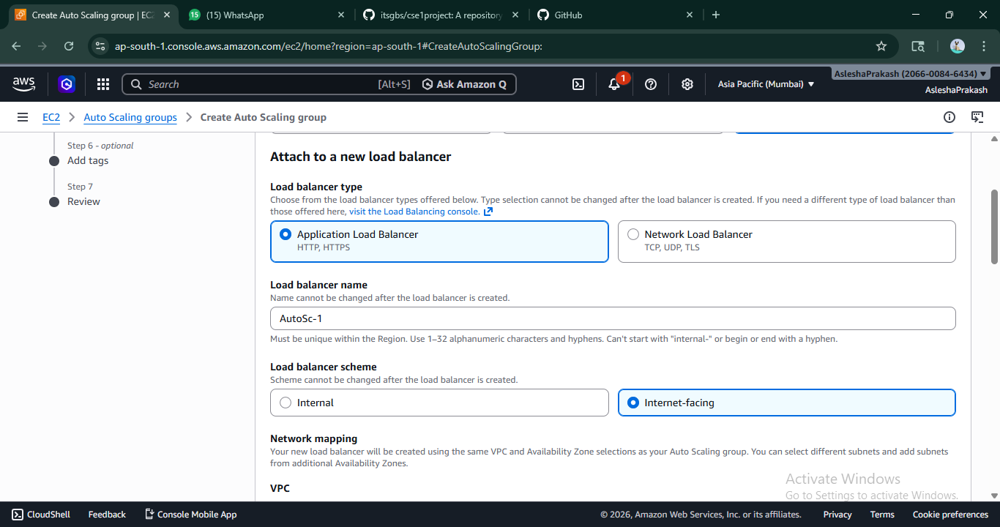 Create Auto Scaling group | EC2
15
(15) WhatsApp
itsgbs/cse1project: A repository
GitHub
ap-south-1.console.aws.amazon.com/ec2/home?region=ap-south-1#CreateAutoScalingGroup:
aws
Search
[Alt+S]
Ask Amazon Q
1
Asia Pacific (Mumbai)
AsleshaPrakash (2066-0084-6434)
AsleshaPrakash
EC2
Auto Scaling groups
Create Auto Scaling group
Step 6 - optional
Add tags
Step 7
Review
Attach to a new load balancer
Load balancer type
Choose from the load balancer types offered below. Type selection cannot be changed after the load balancer is created. If you need a different type of load balancer than
those offered here, visit the Load Balancing console.
Application Load Balancer
HTTP, HTTPS
Network Load Balancer
TCP, UDP, TLS
Load balancer name
Name cannot be changed after the load balancer is created.
AutoSc-1
Must be unique within the Region. Use 1–32 alphanumeric characters and hyphens. Can't start with "internal-" or begin or end with a hyphen.
Load balancer scheme
Scheme cannot be changed after the load balancer is created.
Internal
Internet-facing
Network mapping
Your new load balancer will be created using the same VPC and Availability Zone selections as your Auto Scaling group. You can select different subnets and add subnets
from additional Availability Zones.
VPC
Activate Windows
Go to Settings to activate Windows.
CloudShell
Feedback
Console Mobile App
© 2026, Amazon Web Services, Inc. or its affiliates.
Privacy
Terms
Cookie preferences